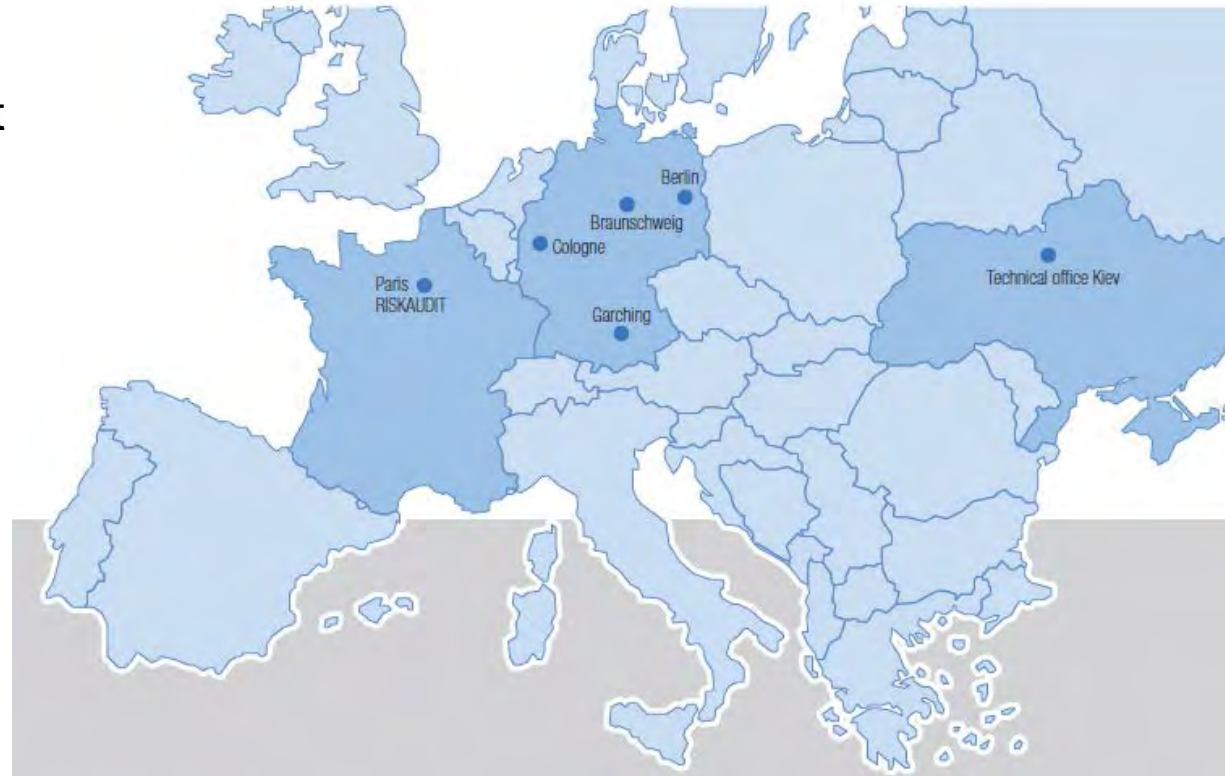 t
Berlin
Braunschweig
Cologne
Paris
RISKAUDIT
Technical office Kiev
Garching